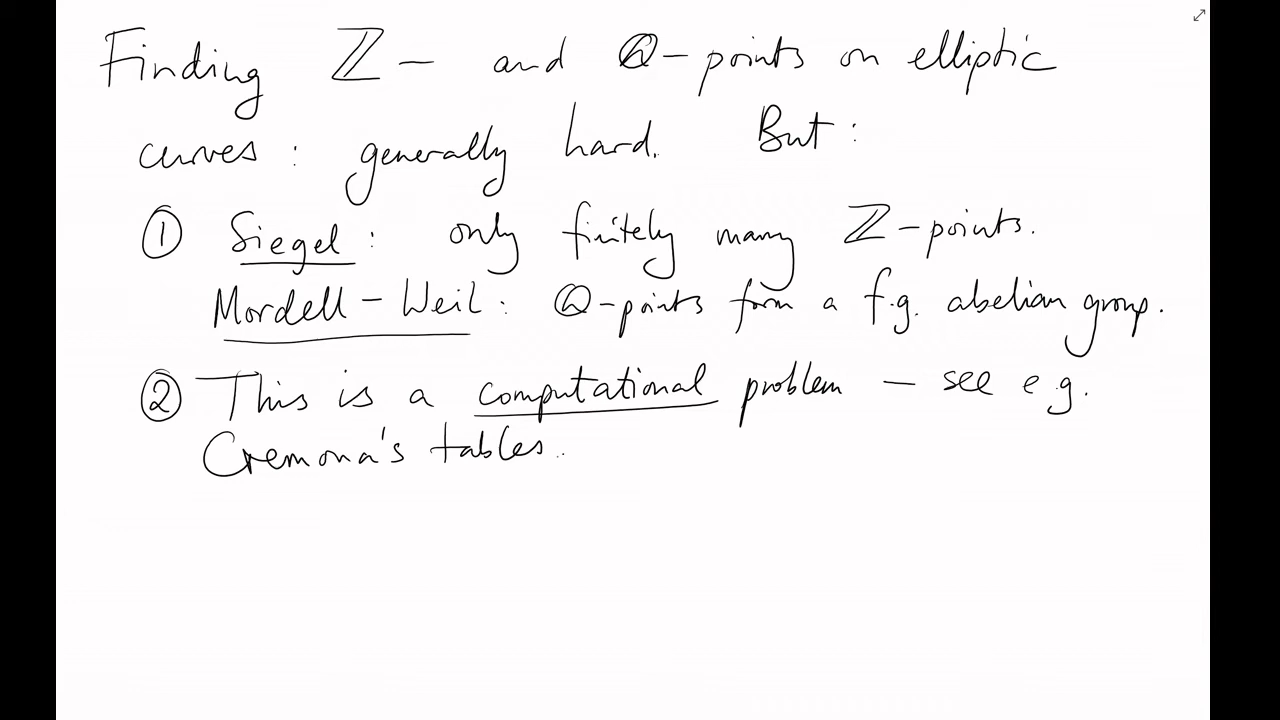 Finding ℤ- and ℚ-points on elliptic
curves: generally hard. But:
① Siegel: only finitely many ℤ-points.
Mordell-Weil: ℚ-points form a f.g. abelian group.
② This is a computational problem - see e.g.
Cremona's tables..